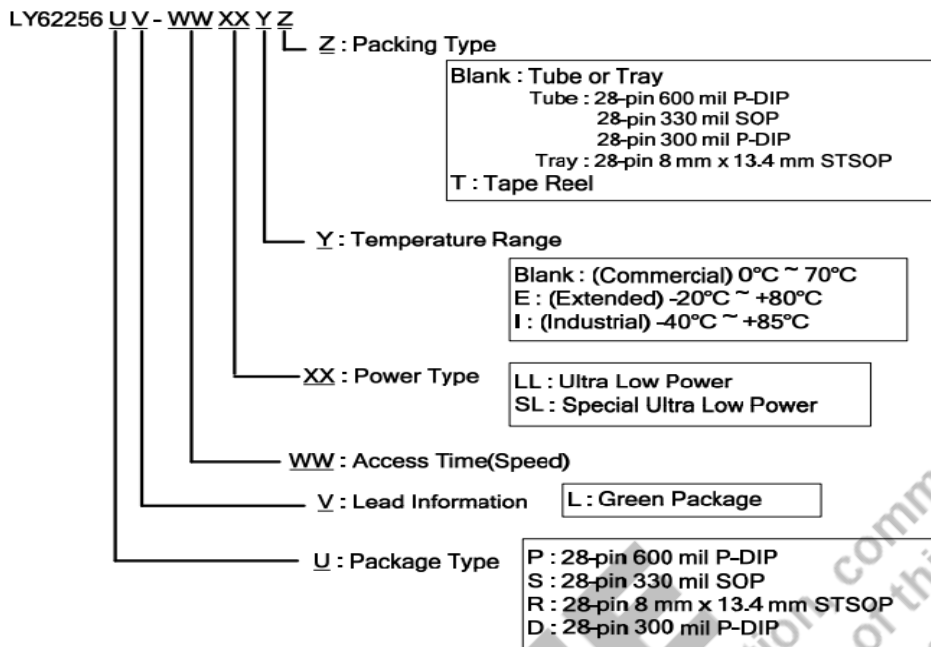 LY62256 U V - WW XX Y Z
Z : Packing Type
Blank : Tube or Tray
Tube : 28-pin 600 mil P-DIP
28-pin 330 mil SOP
28-pin 300 mil P-DIP
Tray : 28-pin 8 mm x 13.4 mm STSOP
T : Tape Reel
Y : Temperature Range
Blank : (Commercial) 0°C ~ 70°C
E : (Extended) -20°C ~ +80°C
I : (Industrial) -40°C ~ +85°C
XX : Power Type
LL : Ultra Low Power
SL : Special Ultra Low Power
WW : Access Time(Speed)
V : Lead Information
L : Green Package
U : Package Type
P : 28-pin 600 mil P-DIP
S : 28-pin 330 mil SOP
R : 28-pin 8 mm x 13.4 mm STSOP
D : 28-pin 300 mil P-DIP
of